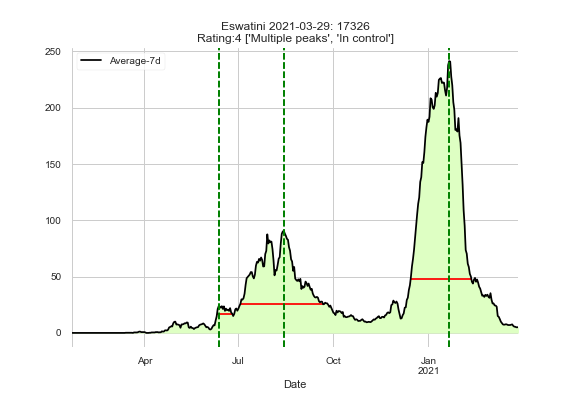 Eswatini 2021-03-29: 17326
Rating:4 ['Multiple peaks', 'In control']
Average-7d
250
200
150
100
50
0
Apr
Jul
Oct
Jan
2021
Date